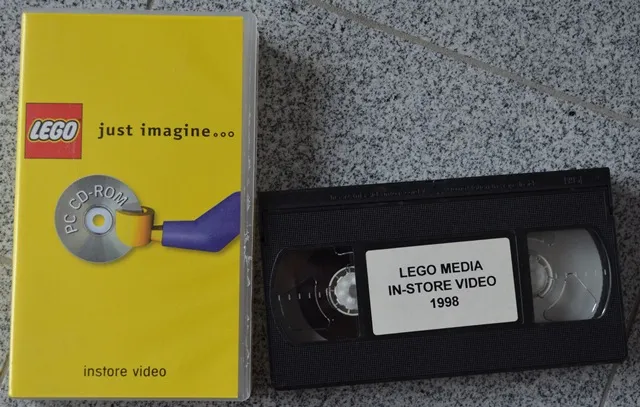 LEGO
just imagine...
PC CD-ROM
instore video
LEGO MEDIA
IN-STORE VIDEO
1998